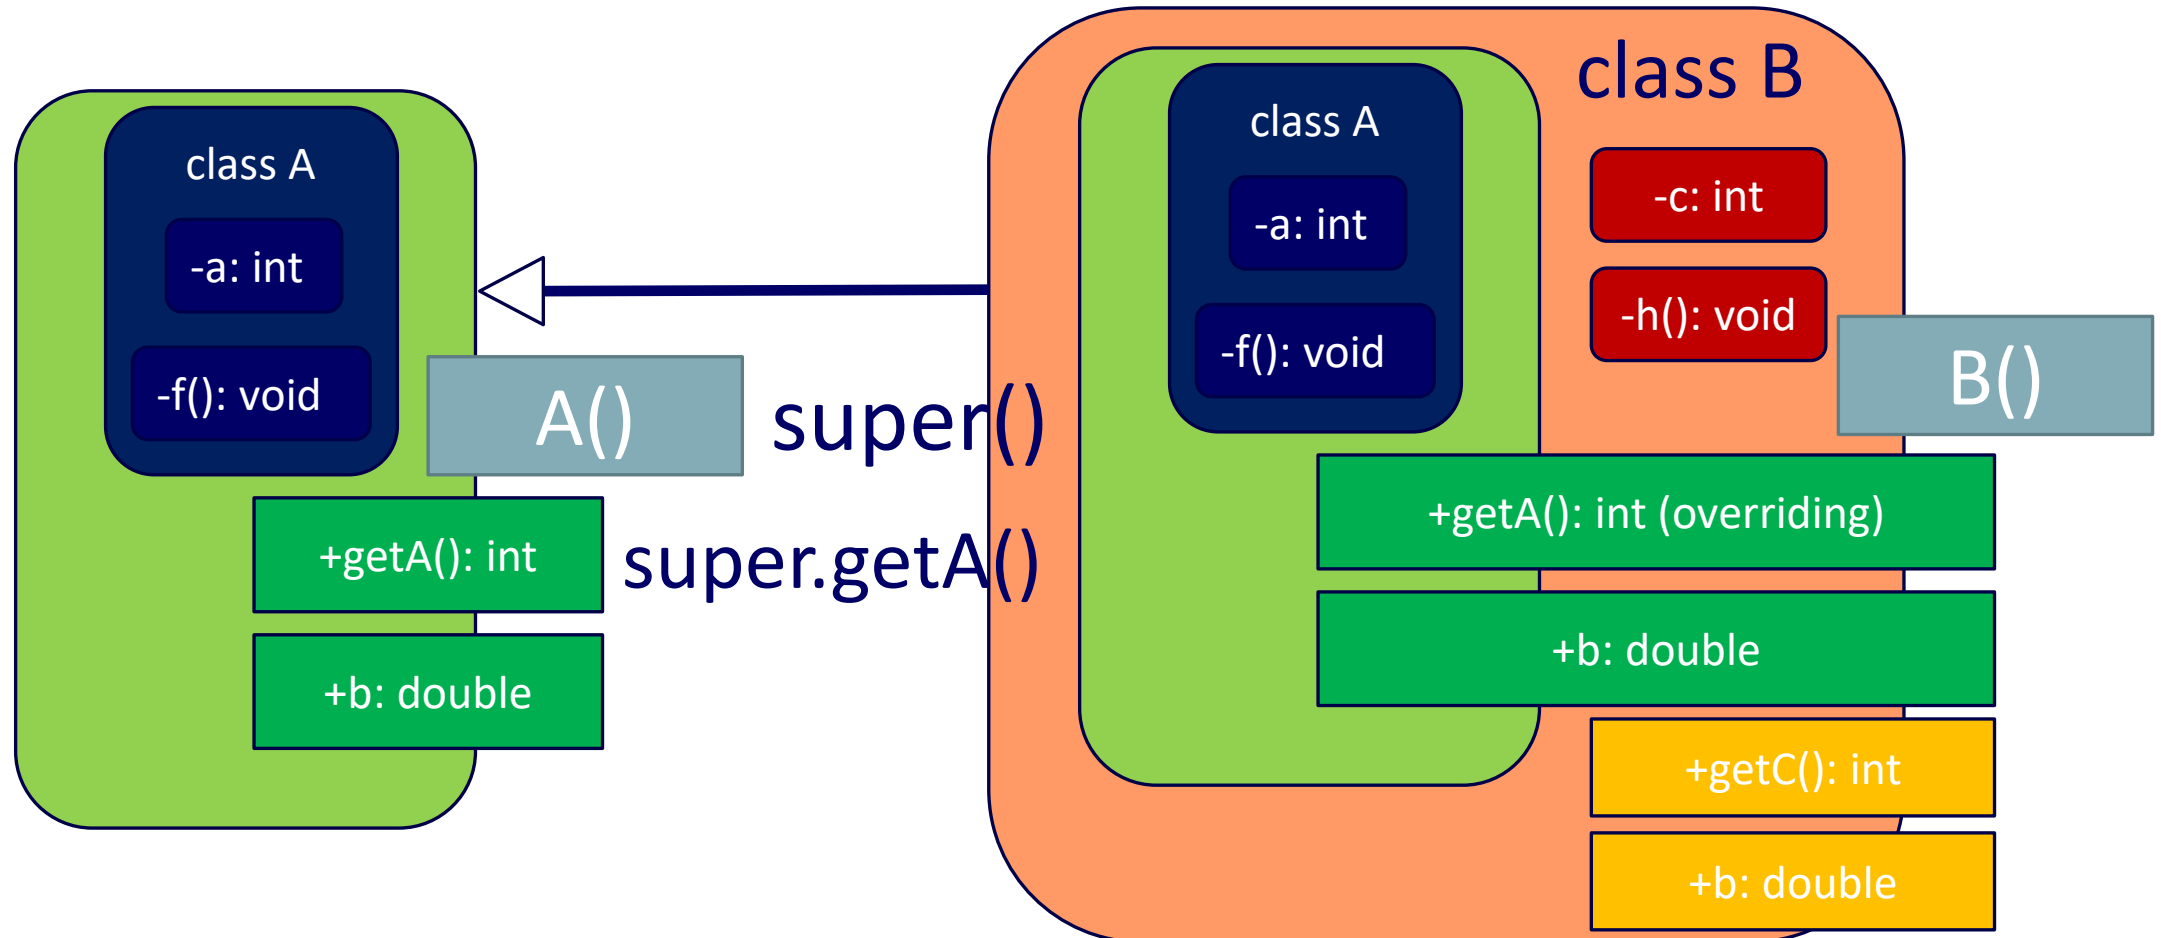 class A
-a: int
-f(): void
A()
+getA(): int
+b: double
super()
super.getA()
class B
class A
-a: int
-f(): void
-c: int
-h(): void
B()
+getA(): int (overriding)
+b: double
+getC(): int
+b: double